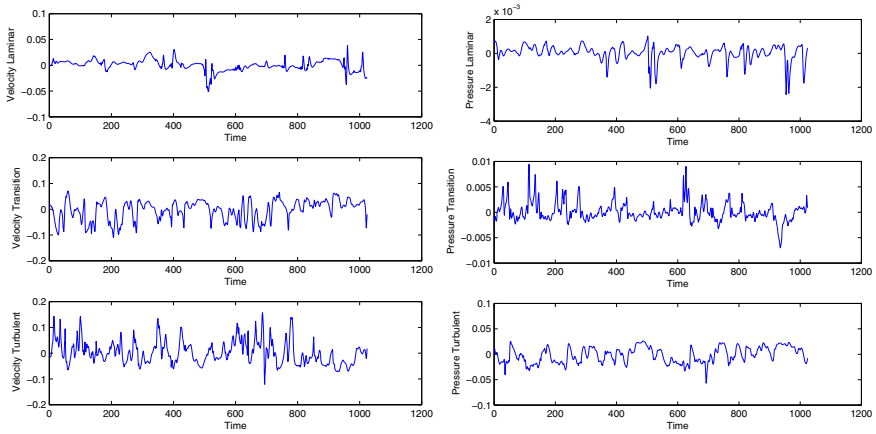 0.1
0.05
0
−0.05
−0.1
Velocity Laminar
0 200 400 600 800 1000 1200
Time
x 10⁻³
2
0
−2
−4
Pressure Laminar
0 200 400 600 800 1000 1200
Time
0.2
0.1
0
−0.1
−0.2
Velocity Transition
0 200 400 600 800 1000 1200
Time
0.01
0.005
0
−0.005
−0.01
Pressure Transition
0 200 400 600 800 1000 1200
Time
0.2
0.1
0
−0.1
−0.2
Velocity Turbulent
0 200 400 600 800 1000 1200
Time
0.1
0.05
0
−0.05
−0.1
Pressure Turbulent
0 200 400 600 800 1000 1200
Time